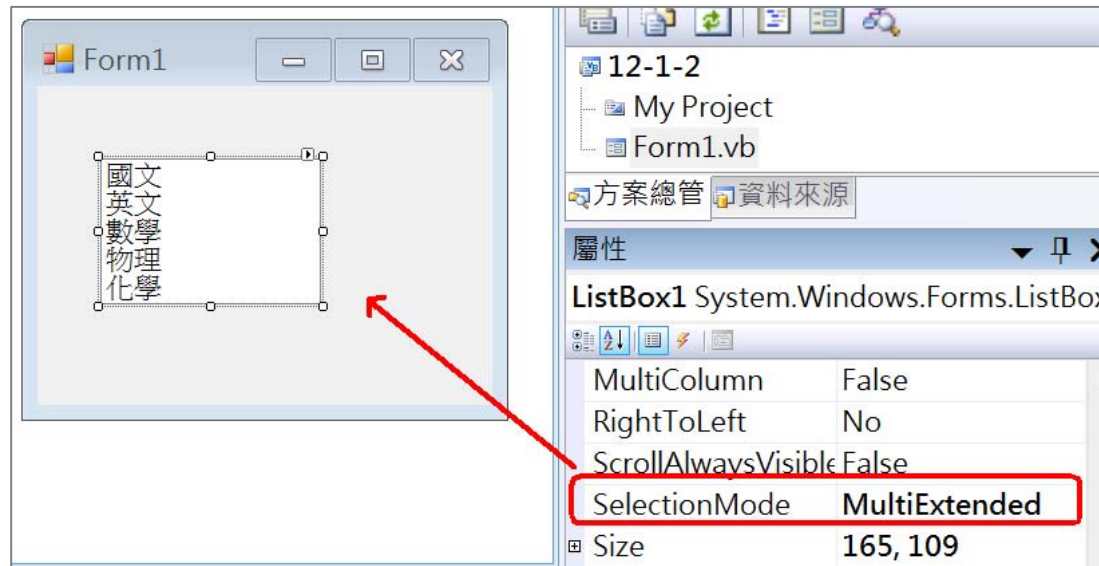 Form1
國文
英文
數學
物理
化學
12-1-2
My Project
Form1.vb
方案總管 資料來源
屬性
ListBox1 System.Windows.Forms.ListBox
MultiColumn False
RightToLeft No
ScrollAlwaysVisible False
SelectionMode MultiExtended
Size 165, 109